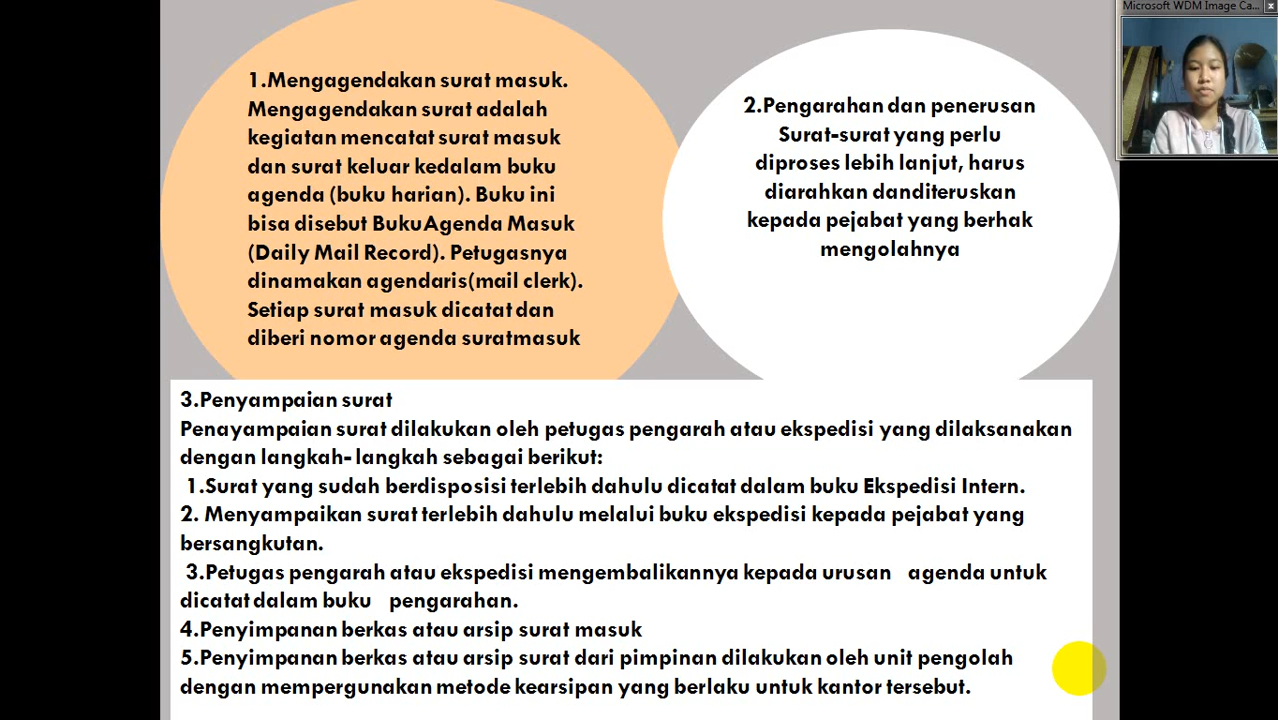 Microsoft WDM Image Ca...
1.Mengagendakan surat masuk.
Mengagendakan surat adalah
kegiatan mencatat surat masuk
dan surat keluar kedalam buku
agenda (buku harian). Buku ini
bisa disebut BukuAgenda Masuk
(Daily Mail Record). Petugasnya
dinamakan agendaris(mail clerk).
Setiap surat masuk dicatat dan
diberi nomor agenda suratmasuk
2.Pengarahan dan penerusan
Surat-surat yang perlu
diproses lebih lanjut, harus
diarahkan danditeruskan
kepada pejabat yang berhak
mengolahnya
3.Penyampaian surat
Penayampaian surat dilakukan oleh petugas pengarah atau ekspedisi yang dilaksanakan
dengan langkah- langkah sebagai berikut:
1.Surat yang sudah berdisposisi terlebih dahulu dicatat dalam buku Ekspedisi Intern.
2. Menyampaikan surat terlebih dahulu melalui buku ekspedisi kepada pejabat yang
bersangkutan.
3.Petugas pengarah atau ekspedisi mengembalikannya kepada urusan agenda untuk
dicatat dalam buku pengarahan.
4.Penyimpanan berkas atau arsip surat masuk
5.Penyimpanan berkas atau arsip surat dari pimpinan dilakukan oleh unit pengolah
dengan mempergunakan metode kearsipan yang berlaku untuk kantor tersebut.